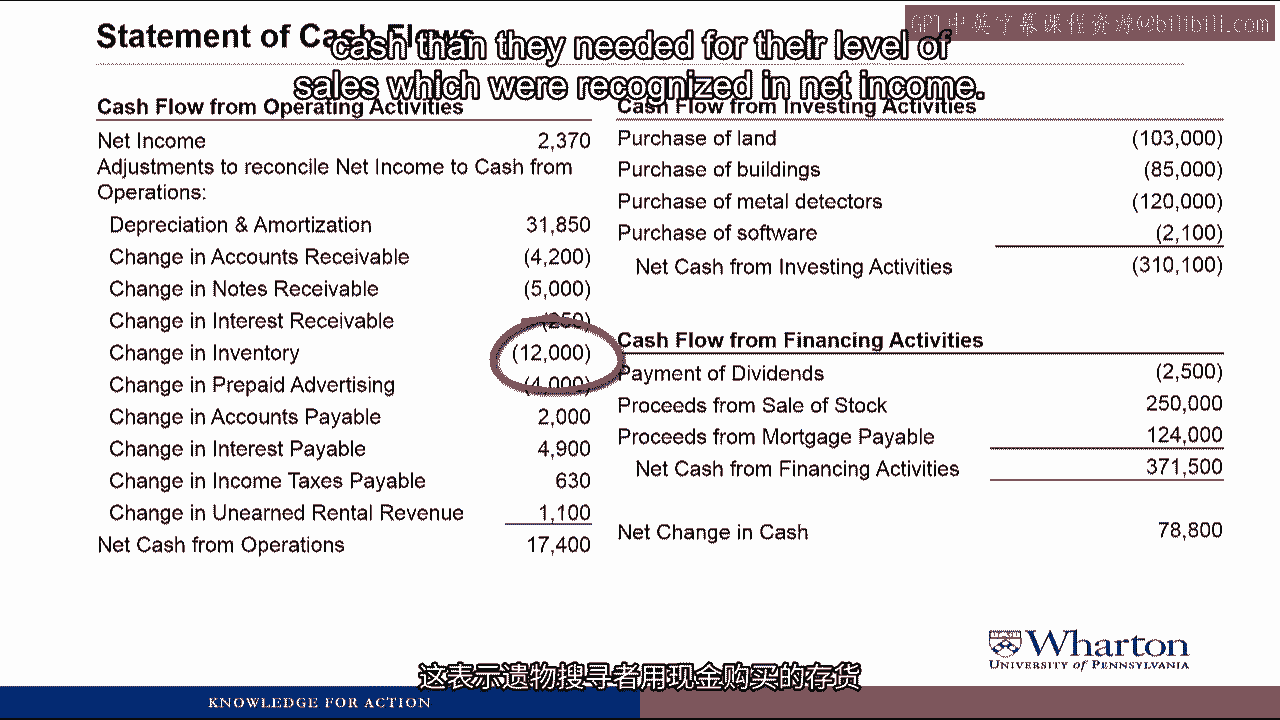 GPT中英字幕课程资源@bilibili.com
Statement of Cash Flows
cash than they needed for their level of
sales which were recognized in net income.
Cash Flow from Operating Activities
Net Income 2,370
Adjustments to reconcile Net Income to Cash from
Operations:
Depreciation & Amortization 31,850
Change in Accounts Receivable (4,200)
Change in Notes Receivable (5,000)
Change in Interest Receivable (250)
Change in Inventory (12,000)
Change in Prepaid Advertising (4,000)
Change in Accounts Payable 2,000
Change in Interest Payable 4,900
Change in Income Taxes Payable 630
Change in Unearned Rental Revenue 1,100
Net Cash from Operations 17,400
Cash Flow from Investing Activities
Purchase of land (103,000)
Purchase of buildings (85,000)
Purchase of metal detectors (120,000)
Purchase of software (2,100)
Net Cash from Investing Activities (310,100)
Cash Flow from Financing Activities
Payment of Dividends (2,500)
Proceeds from Sale of Stock 250,000
Proceeds from Mortgage Payable 124,000
Net Cash from Financing Activities 371,500
Net Change in Cash 78,800
Wharton
UNIVERSITY of PENNSYLVANIA
这表示遗物搜寻者用现金购买的存货
KNOWLEDGE FOR ACTION